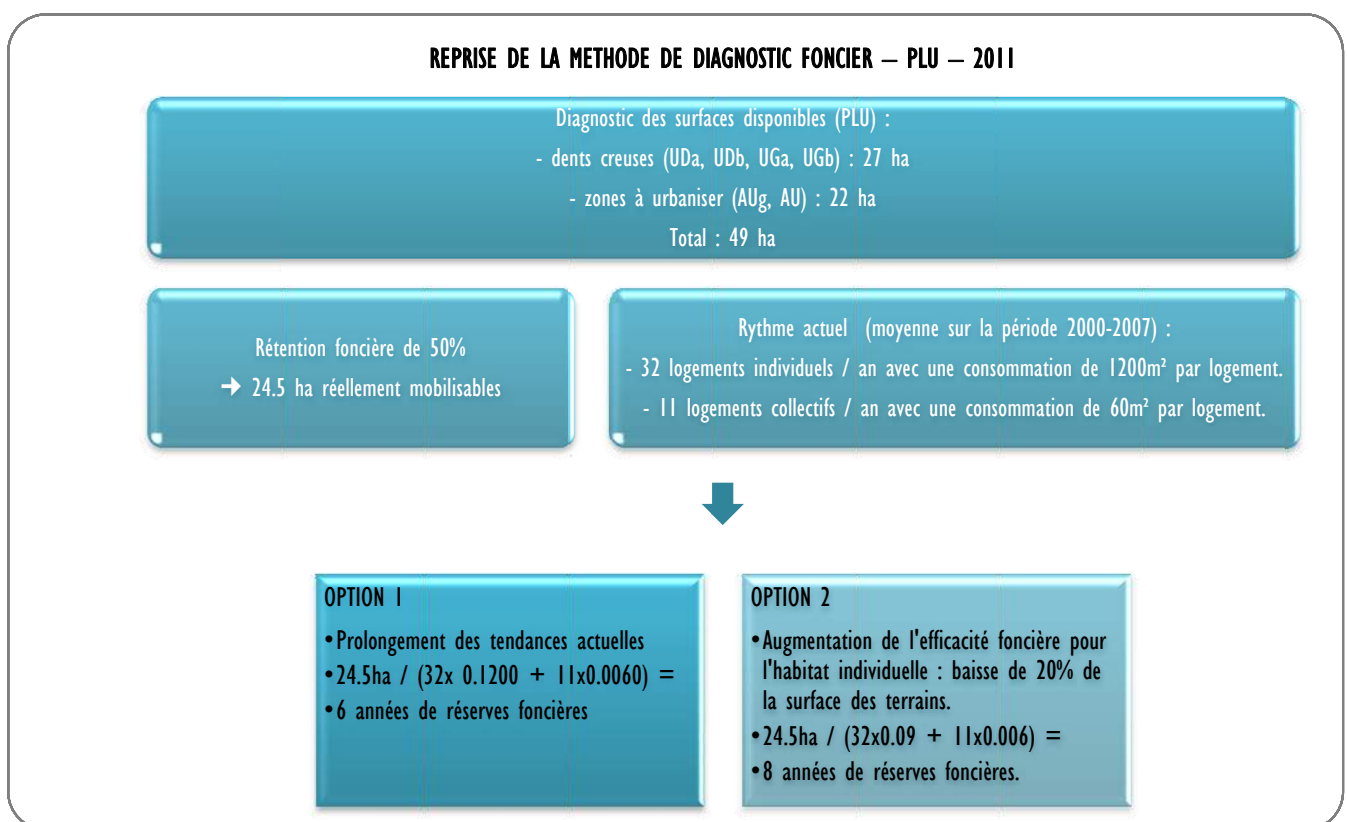 REPRISE DE LA METHODE DE DIAGNOSTIC FONCIER – PLU – 2011
Diagnostic des surfaces disponibles (PLU) :
- dents creuses (UDa, UDb, UGa, UGb) : 27 ha
- zones à urbaniser (AUg, AU) : 22 ha
Total : 49 ha
Rétention foncière de 50%
➔ 24.5 ha réellement mobilisables
Rythme actuel (moyenne sur la période 2000-2007) :
- 32 logements individuels / an avec une consommation de 1200m² par logement.
- 11 logements collectifs / an avec une consommation de 60m² par logement.
OPTION 1
•Prolongement des tendances actuelles
•24.5ha / (32x 0.1200 + 11x0.0060) =
•6 années de réserves foncières
OPTION 2
•Augmentation de l'efficacité foncière pour
l'habitat individuelle : baisse de 20% de
la surface des terrains.
•24.5ha / (32x0.09 + 11x0.006) =
•8 années de réserves foncières.